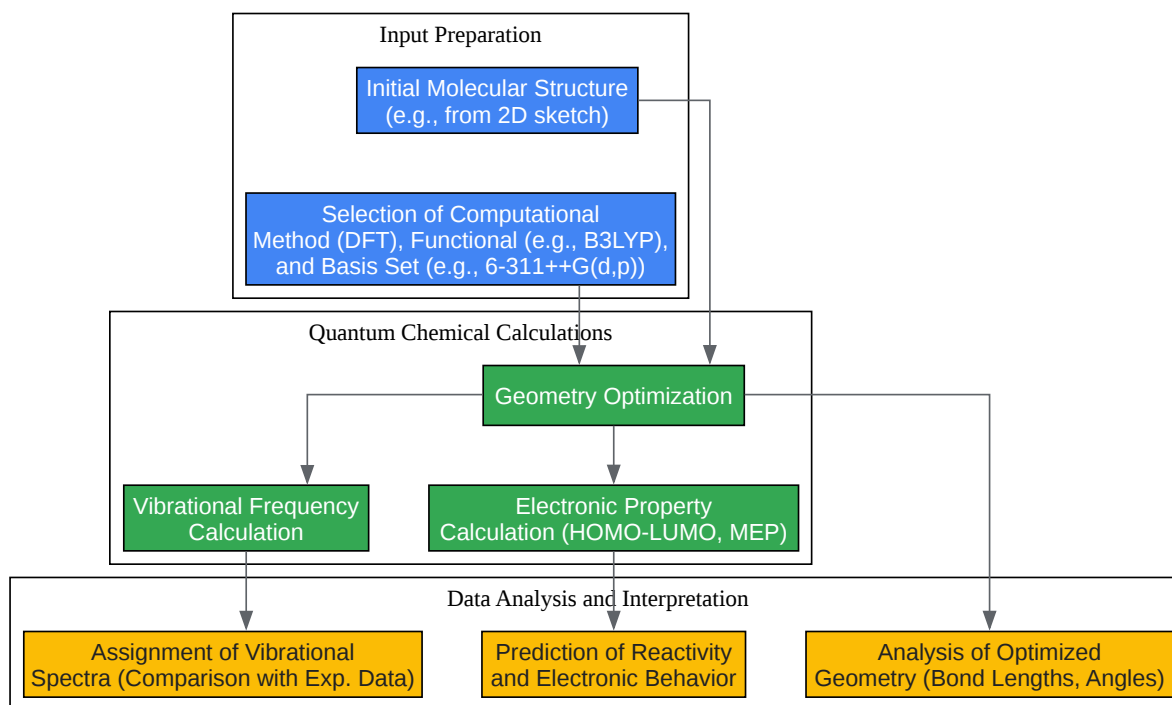 Input Preparation
Initial Molecular Structure
(e.g., from 2D sketch)
Selection of Computational
Method (DFT), Functional (e.g., B3LYP),
and Basis Set (e.g., 6-311++G(d,p))
Quantum Chemical Calculations
Geometry Optimization
Vibrational Frequency
Calculation
Electronic Property
Calculation (HOMO-LUMO, MEP)
Data Analysis and Interpretation
Assignment of Vibrational
Spectra (Comparison with Exp. Data)
Prediction of Reactivity
and Electronic Behavior
Analysis of Optimized
Geometry (Bond Lengths, Angles)